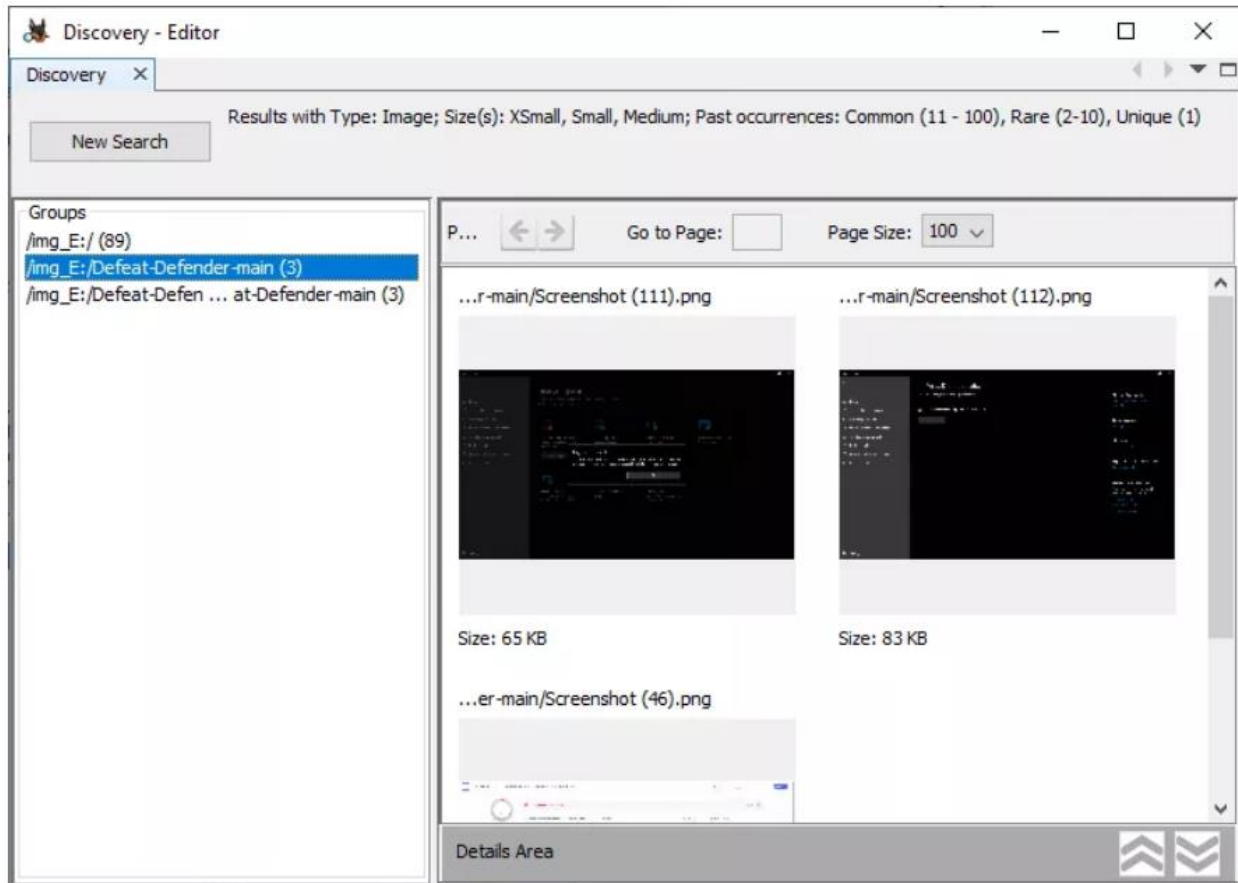 Discovery - Editor
Discovery
New Search
Results with Type: Image; Size(s): XSmall, Small, Medium; Past occurrences: Common (11 - 100), Rare (2-10), Unique (1)
Groups
/img_E:/ (89)
/img_E:/Defeat-Defender-main (3)
/img_E:/Defeat-Defen ... at-Defender-main (3)
P...
Go to Page:
Page Size: 100
...r-main/Screenshot (111).png
...r-main/Screenshot (112).png
Size: 65 KB
Size: 83 KB
...er-main/Screenshot (46).png
Details Area